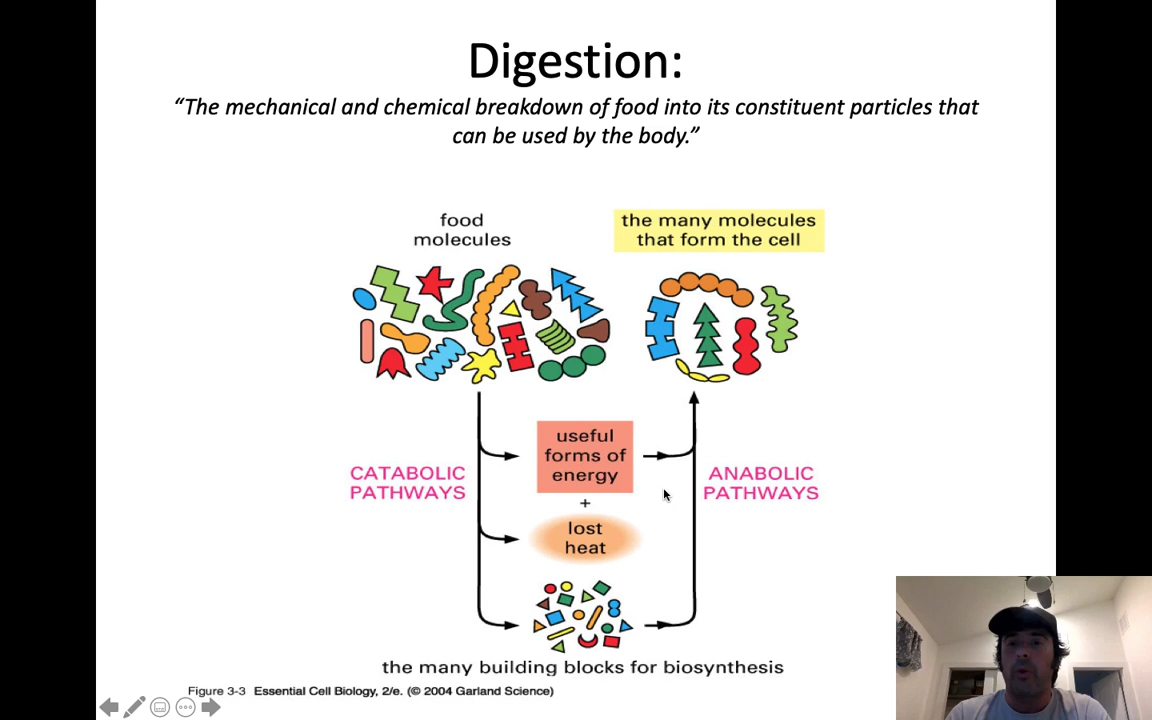 Digestion:
“The mechanical and chemical breakdown of food into its constituent particles that
can be used by the body.”
food
molecules
the many molecules
that form the cell
CATABOLIC
PATHWAYS
useful
forms of
energy
+
lost
heat
ANABOLIC
PATHWAYS
the many building blocks for biosynthesis
Figure 3-3 Essential Cell Biology, 2/e. (© 2004 Garland Science)